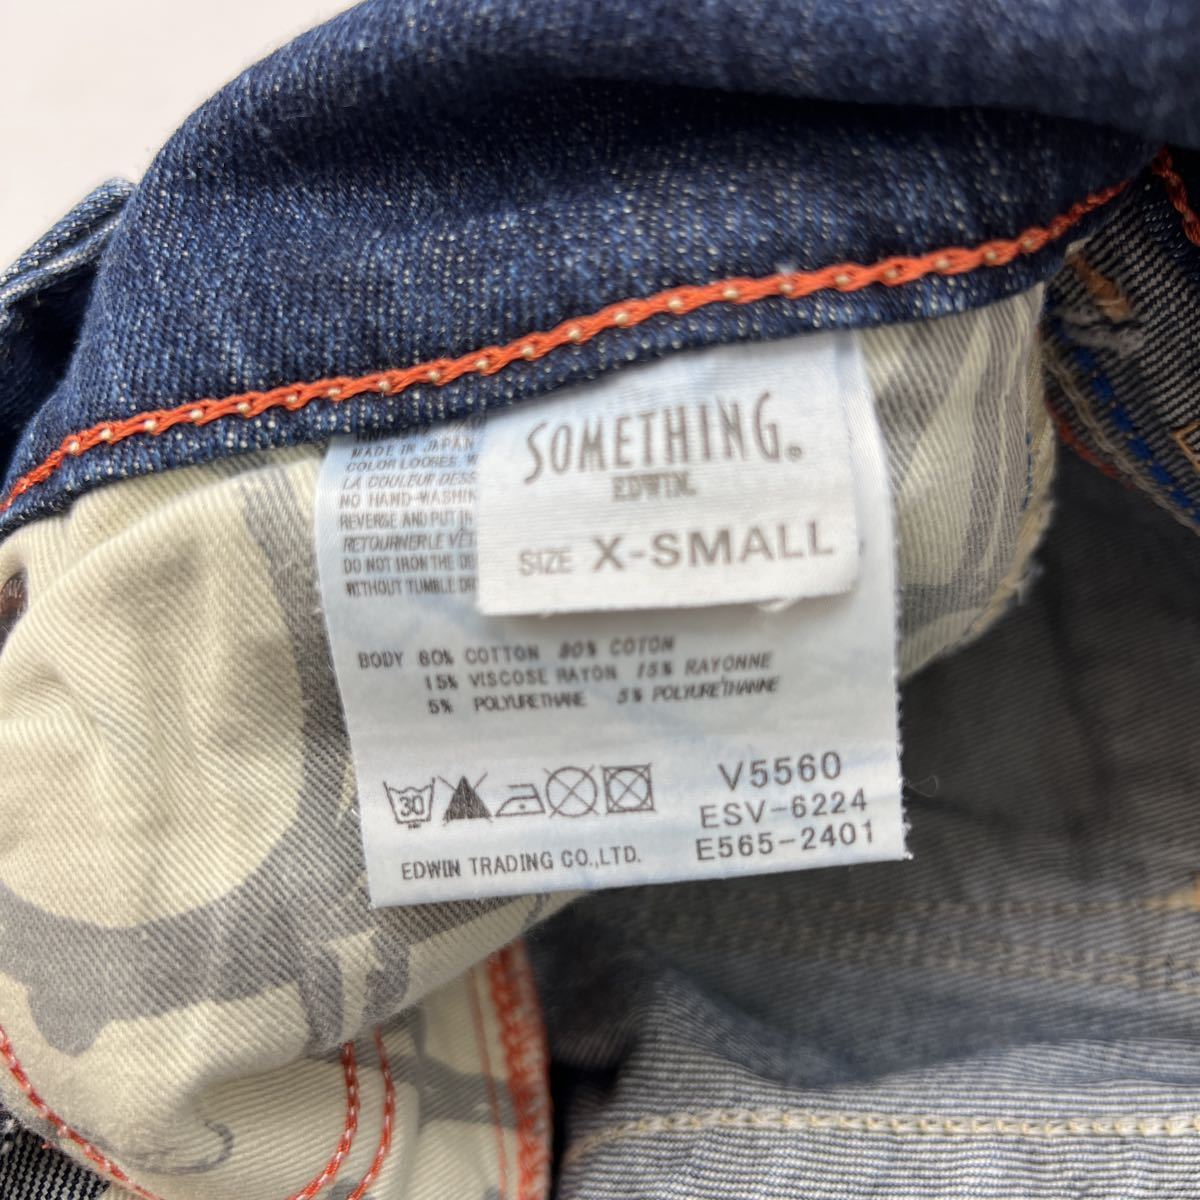 SOMETHING®
EDWIN.
SIZE X-SMALL
MADE IN JAPAN
COLOR LOOSES. W
LA COULEUR DESS
NO HAND-WASHIN
REVERSE AND PUT IN
RETOURNER LE VÊT
DO NOT IRON THE DE
WITHOUT TUMBLE DR
BODY 80% COTTON 80% COTON
15% VISCOSE RAYON 15% RAYONNE
5% POLYURETHANE 5% POLYURETHANNE
30
V5560
ESV-6224
E565-2401
EDWIN TRADING CO.,LTD.